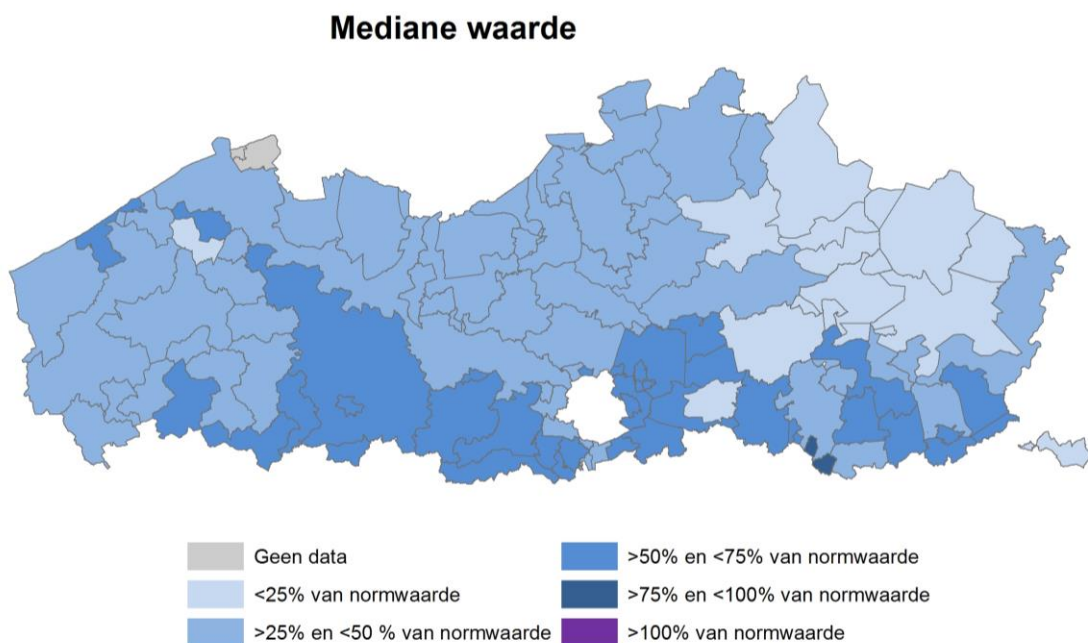 Mediane waarde
Geen data
<25% van normwaarde
>25% en <50 % van normwaarde
>50% en <75% van normwaarde
>75% en <100% van normwaarde
>100% van normwaarde